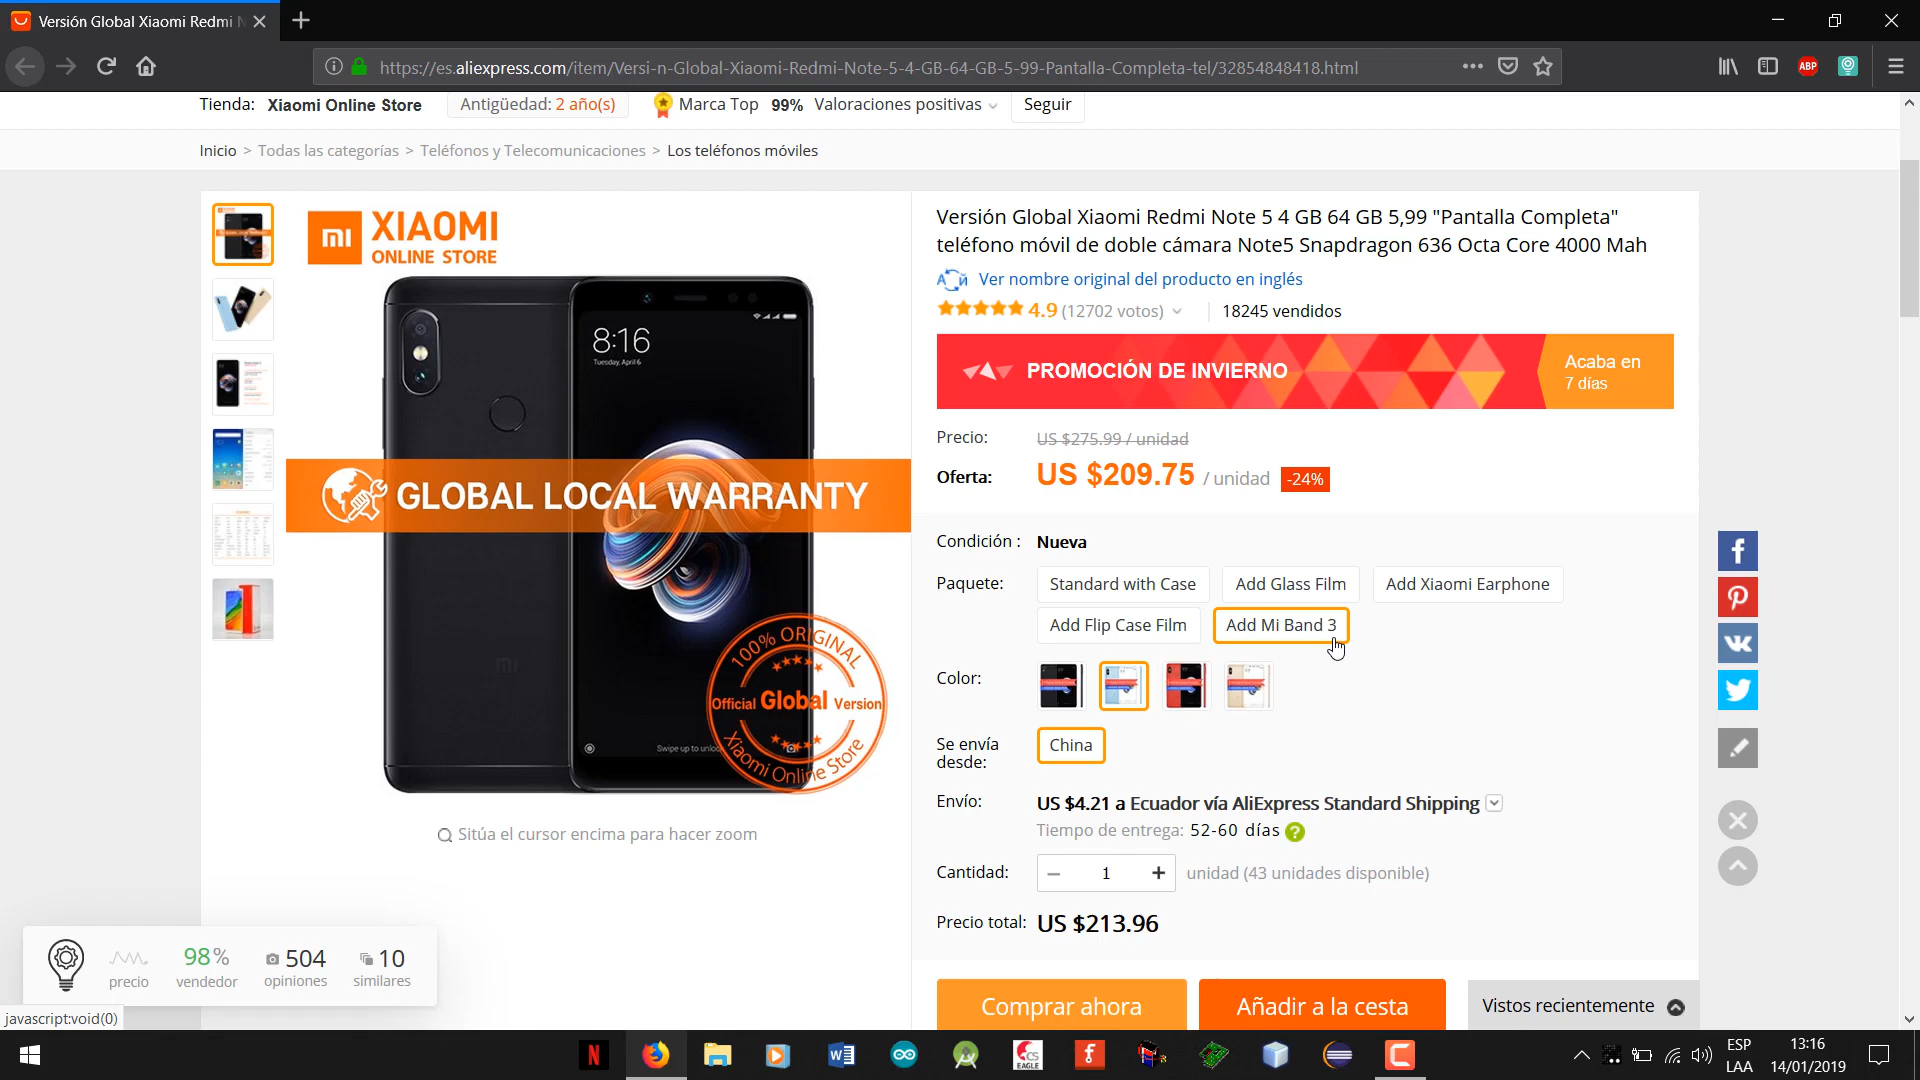 Versión Global Xiaomi Redmi N
https://es.aliexpress.com/item/Versi-n-Global-Xiaomi-Redmi-Note-5-4-GB-64-GB-5-99-Pantalla-Completa-tel/32854848418.html
ABP
Tienda: Xiaomi Online Store Antigüedad: 2 año(s) Marca Top 99% Valoraciones positivas Seguir
Inicio > Todas las categorías > Teléfonos y Telecomunicaciones > Los teléfonos móviles
mi XIAOMI
ONLINE STORE
8:16
Tuesday, April 6
GLOBAL LOCAL WARRANTY
100% ORIGINAL
Official Global Version
Xiaomi Online Store
mi
Swipe up to unloc
Sitúa el cursor encima para hacer zoom
Versión Global Xiaomi Redmi Note 5 4 GB 64 GB 5,99 "Pantalla Completa"
teléfono móvil de doble cámara Note5 Snapdragon 636 Octa Core 4000 Mah
Ver nombre original del producto en inglés
4.9 (12702 votos) 18245 vendidos
PROMOCIÓN DE INVIERNO
Acaba en
7 días
Precio: US $275.99 / unidad
Oferta: US $209.75 / unidad -24%
Condición : Nueva
Paquete: Standard with Case Add Glass Film Add Xiaomi Earphone
Add Flip Case Film Add Mi Band 3
Color:
Se envía
desde:
China
Envío: US $4.21 a Ecuador vía AliExpress Standard Shipping
Tiempo de entrega: 52-60 días ?
Cantidad: − 1 + unidad (43 unidades disponible)
Precio total: US $213.96
Comprar ahora Añadir a la cesta Vistos recientemente
98% 504 10
precio vendedor opiniones similares
javascript:void(0)
ESP
LAA
13:16
14/01/2019